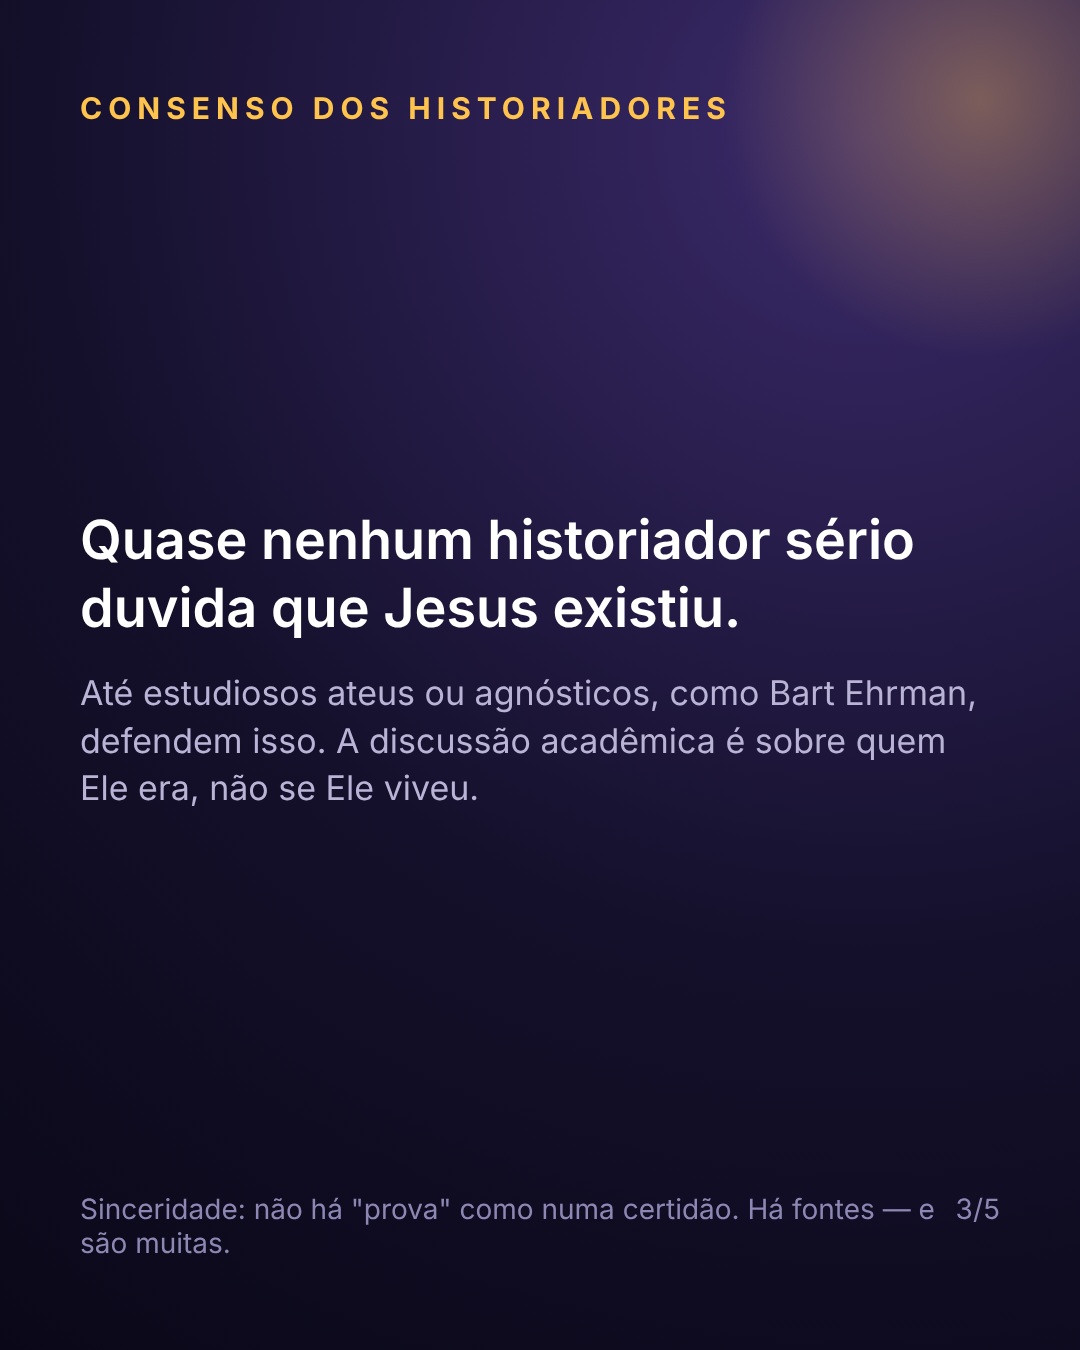 CONSENSO DOS HISTORIADORES
Quase nenhum historiador sério
duvida que Jesus existiu.
Até estudiosos ateus ou agnósticos, como Bart Ehrman,
defendem isso. A discussão acadêmica é sobre quem
Ele era, não se Ele viveu.
Sinceridade: não há "prova" como numa certidão. Há fontes — e
são muitas.
3/5